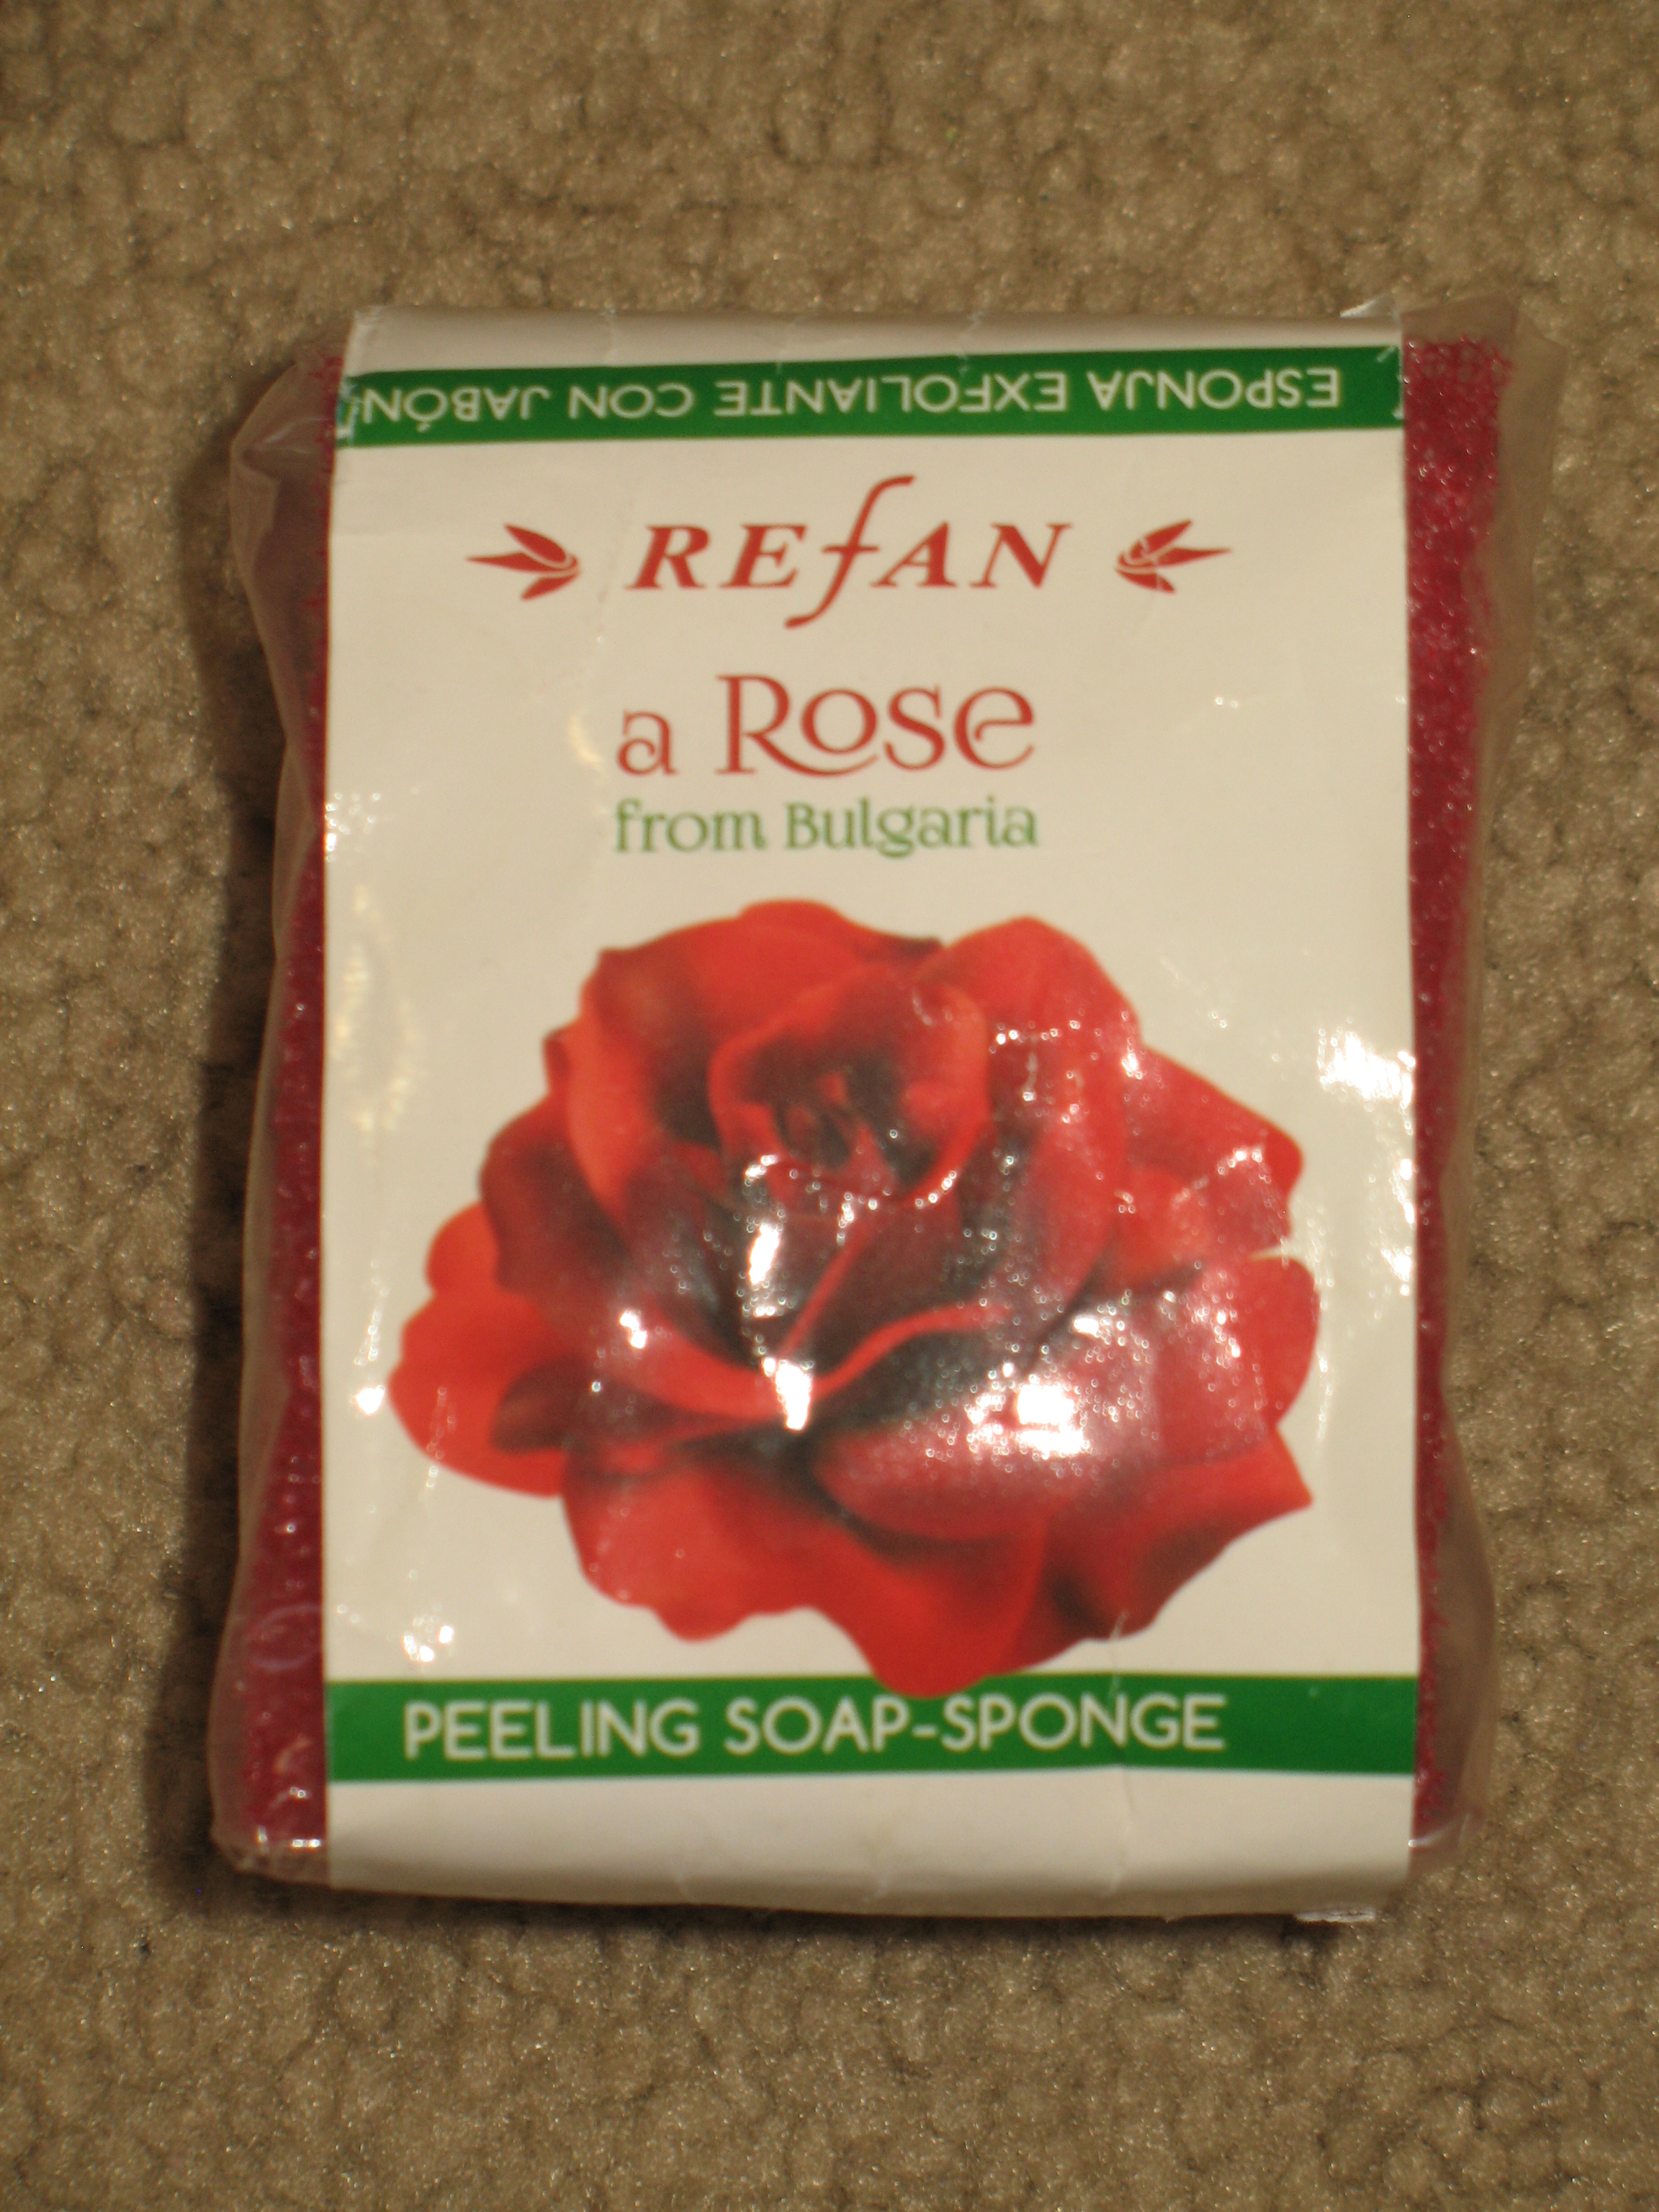 ESPONJA EXFOLIANTE CON JABÓN
REfAN
a Rose
from Bulgaria
PEELING SOAP-SPONGE